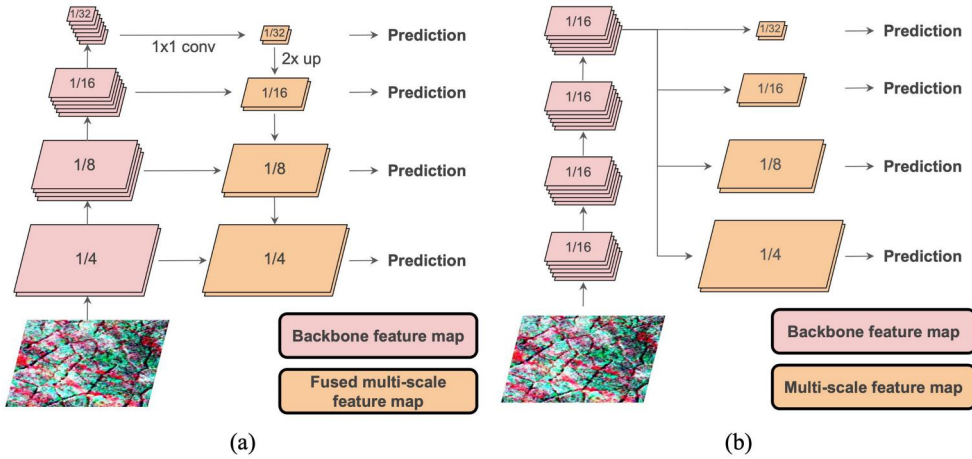 1/32
1x1 conv
1/32
Prediction
2x up
1/16
1/16
Prediction
1/8
1/8
Prediction
1/4
1/4
Prediction
Backbone feature map
Fused multi-scale
feature map
(a)
1/16
1/32
Prediction
1/16
1/16
Prediction
1/16
1/8
Prediction
1/16
1/4
Prediction
Backbone feature map
Multi-scale feature map
(b)